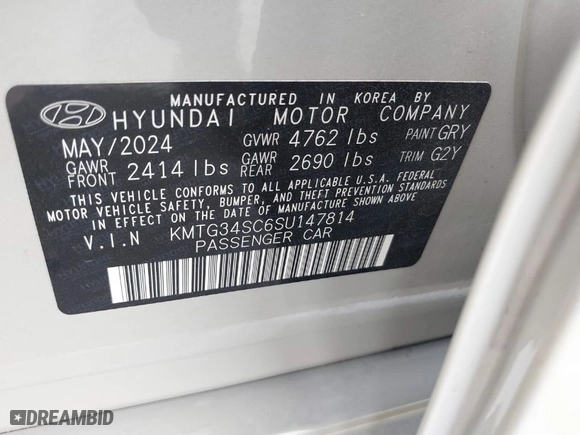 MANUFACTURED IN KOREA BY
HYUNDAI MOTOR COMPANY
MAY/2024 GVWR 4762 lbs PAINT GRY
GAWR FRONT 2414 lbs GAWR REAR 2690 lbs TRIM G2Y
THIS VEHICLE CONFORMS TO ALL APPLICABLE U.S.A. FEDERAL
MOTOR VEHICLE SAFETY, BUMPER, AND THEFT PREVENTION STANDARDS
IN EFFECT ON THE DATE OF MANUFACTURE SHOWN ABOVE.
V.I.N KMTG34SC6SU147814
PASSENGER CAR
DREAMBID